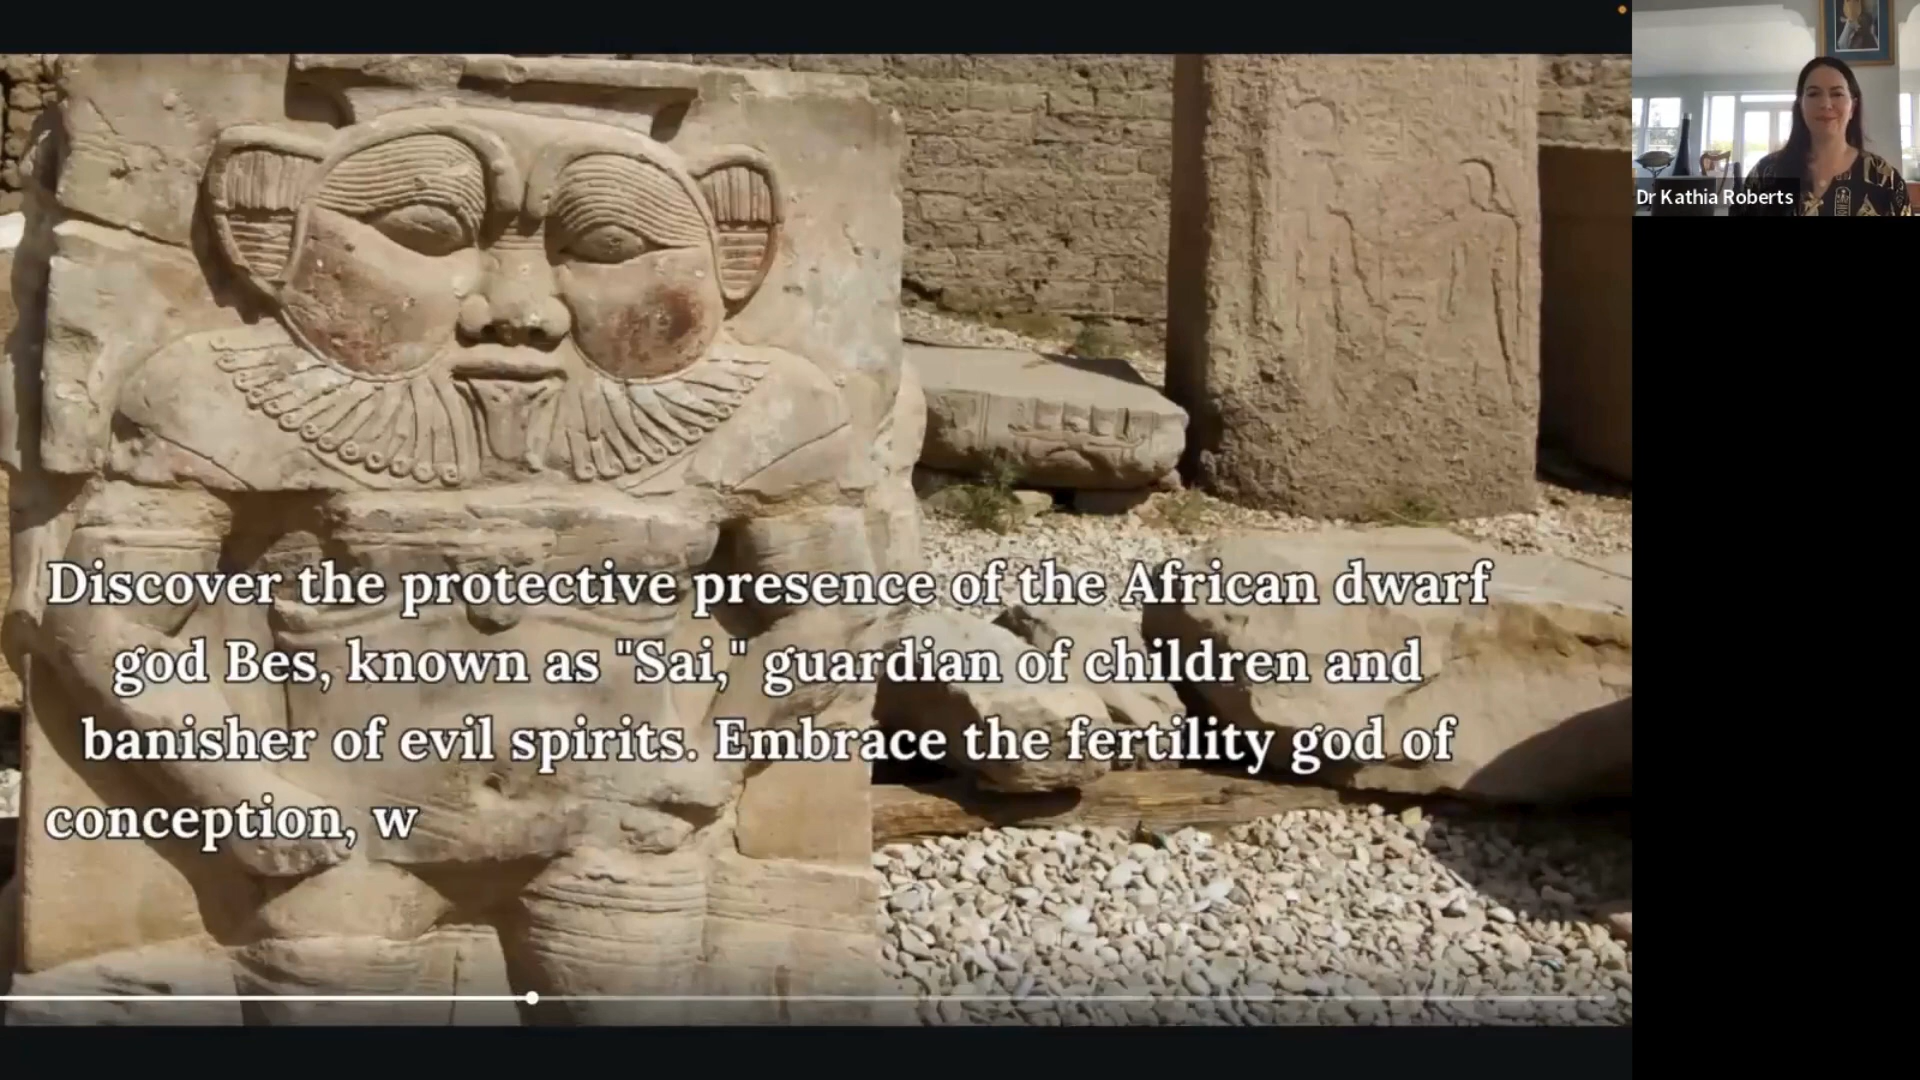 Discover the protective presence of the African dwarf
god Bes, known as "Sai," guardian of children and
banisher of evil spirits. Embrace the fertility god of
conception, w
Dr Kathia Roberts